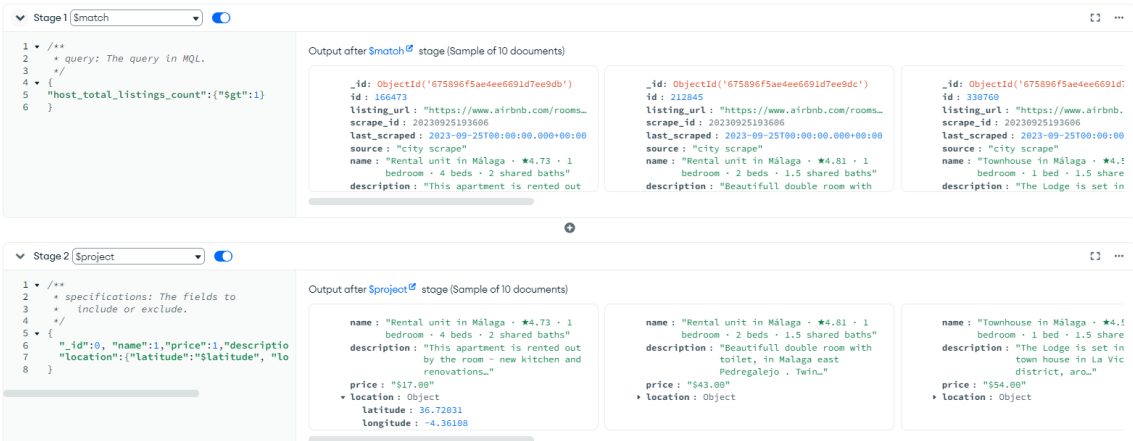 Stage 1 $match
1 /**
2 * query: The query in MQL.
3 */
4 {
5 "host_total_listings_count":{"$gt":1}
6 }
Output after $match stage (Sample of 10 documents)
_id: ObjectId('675896f5ae4ee6691d7ee9db')
id : 166473
listing_url : "https://www.airbnb.com/rooms…
scrape_id : 20230925193606
last_scraped : 2023-09-25T00:00:00.000+00:00
source : "city scrape"
name : "Rental unit in Málaga · ★4.73 · 1
bedroom · 4 beds · 2 shared baths"
description : "This apartment is rented out
_id: ObjectId('675896f5ae4ee6691d7ee9dc')
id : 212845
listing_url : "https://www.airbnb.com/rooms…
scrape_id : 20230925193606
last_scraped : 2023-09-25T00:00:00.000+00:00
source : "city scrape"
name : "Rental unit in Málaga · ★4.81 · 1
bedroom · 2 beds · 1.5 shared baths"
description : "Beautifull double room with
_id: ObjectId('675896f5ae4ee6691d7
id : 330760
listing_url : "https://www.airbnb.
scrape_id : 20230925193606
last_scraped : 2023-09-25T00:00:00
source : "city scrape"
name : "Townhouse in Málaga · ★4.5
bedroom · 1 bed · 1.5 share
description : "The Lodge is set in
Stage 2 $project
1 /**
2 * specifications: The fields to
3 * include or exclude.
4 */
5 {
6 "_id":0, "name":1,"price":1,"descriptio
7 "location":{"latitude":"$latitude", "lo
8 }
Output after $project stage (Sample of 10 documents)
name : "Rental unit in Málaga · ★4.73 · 1
bedroom · 4 beds · 2 shared baths"
description : "This apartment is rented out
by the room - new kitchen and
renovations…"
price : "$17.00"
location : Object
latitude : 36.72031
longitude : -4.36108
name : "Rental unit in Málaga · ★4.81 · 1
bedroom · 2 beds · 1.5 shared baths"
description : "Beautifull double room with
toilet, in Malaga east
Pedregalejo . Twin…"
price : "$43.00"
location : Object
name : "Townhouse in Málaga · ★4.5
bedroom · 1 bed · 1.5 share
description : "The Lodge is set in
town house in La Vic
district, aro…"
price : "$54.00"
location : Object